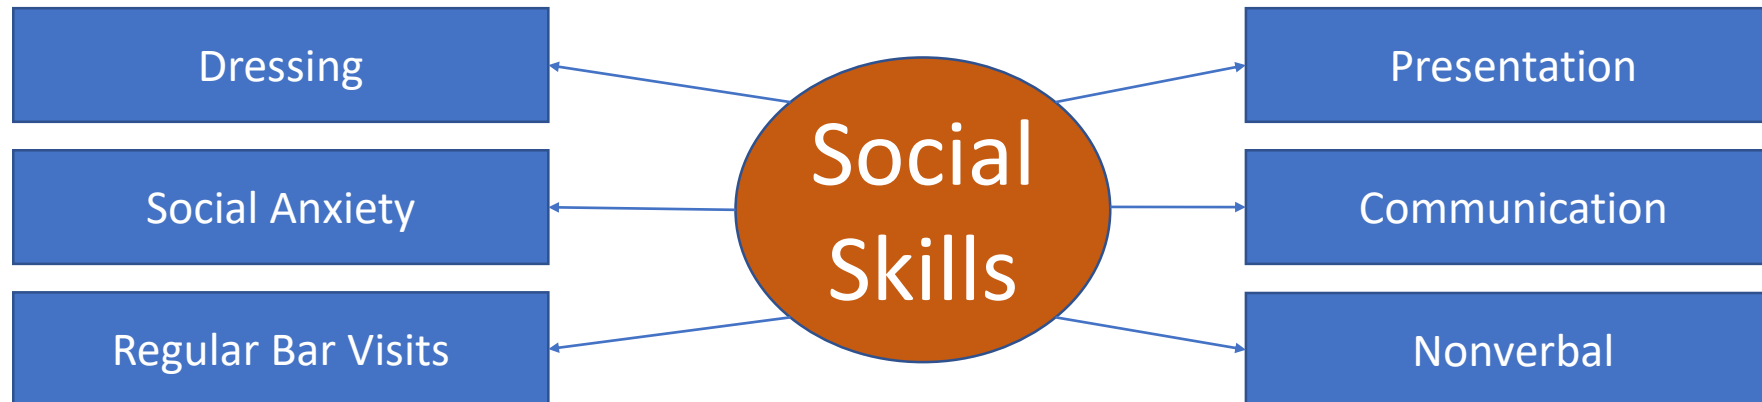 Dressing
Social Anxiety
Regular Bar Visits
Social
Skills
Presentation
Communication
Nonverbal